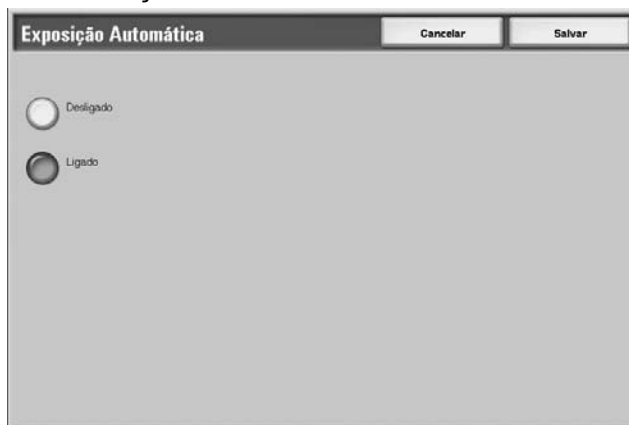 Exposição Automática
Cancelar
Salvar
Desligado
Ligado